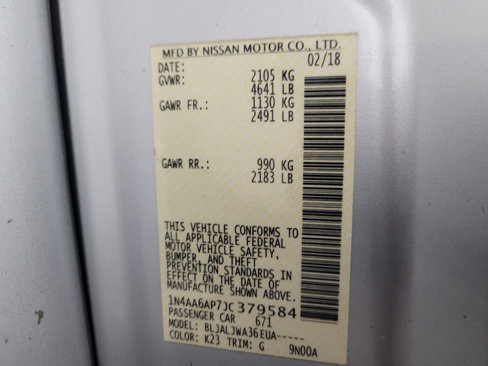 MFD BY NISSAN MOTOR CO., LTD.
DATE: 02/18
GVWR: 2105 KG
4641 LB
GAWR FR.: 1130 KG
2491 LB
GAWR RR.: 990 KG
2183 LB
THIS VEHICLE CONFORMS TO
ALL APPLICABLE FEDERAL
MOTOR VEHICLE SAFETY,
BUMPER, AND THEFT
PREVENTION STANDARDS IN
EFFECT ON THE DATE OF
MANUFACTURE SHOWN ABOVE.
1N4AA6AP7JC379584
PASSENGER CAR 671
MODEL: BLJALJWA36EUA-----
COLOR: K23 TRIM: G 9N00A